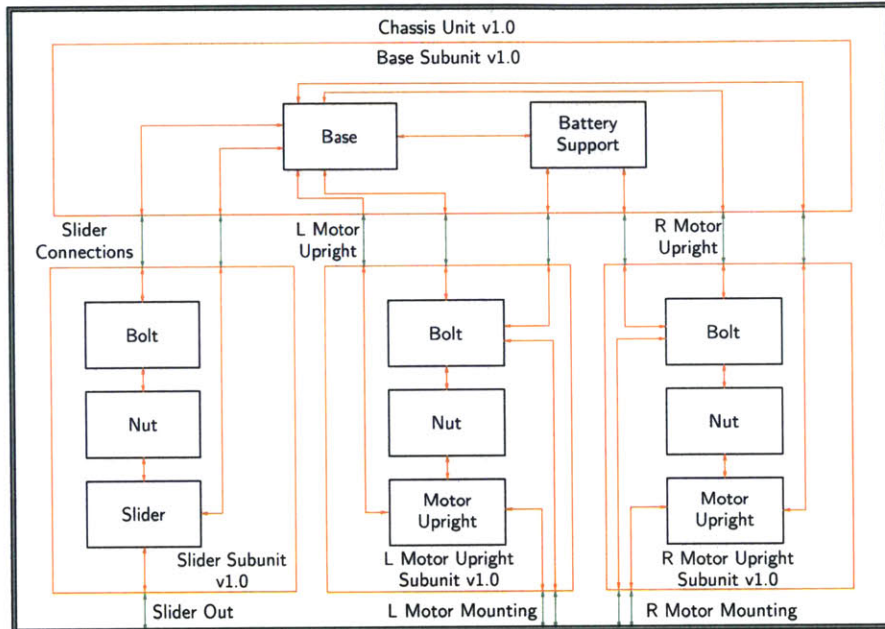 Chassis Unit v1.0
Base Subunit v1.0
Base
Battery
Support
Slider
Connections
L Motor
Upright
R Motor
Upright
Bolt
Nut
Slider
Slider Subunit
v1.0
Bolt
Nut
Motor
Upright
L Motor Upright
Subunit v1.0
Bolt
Nut
Motor
Upright
R Motor Upright
Subunit v1.0
Slider Out
L Motor Mounting
R Motor Mounting